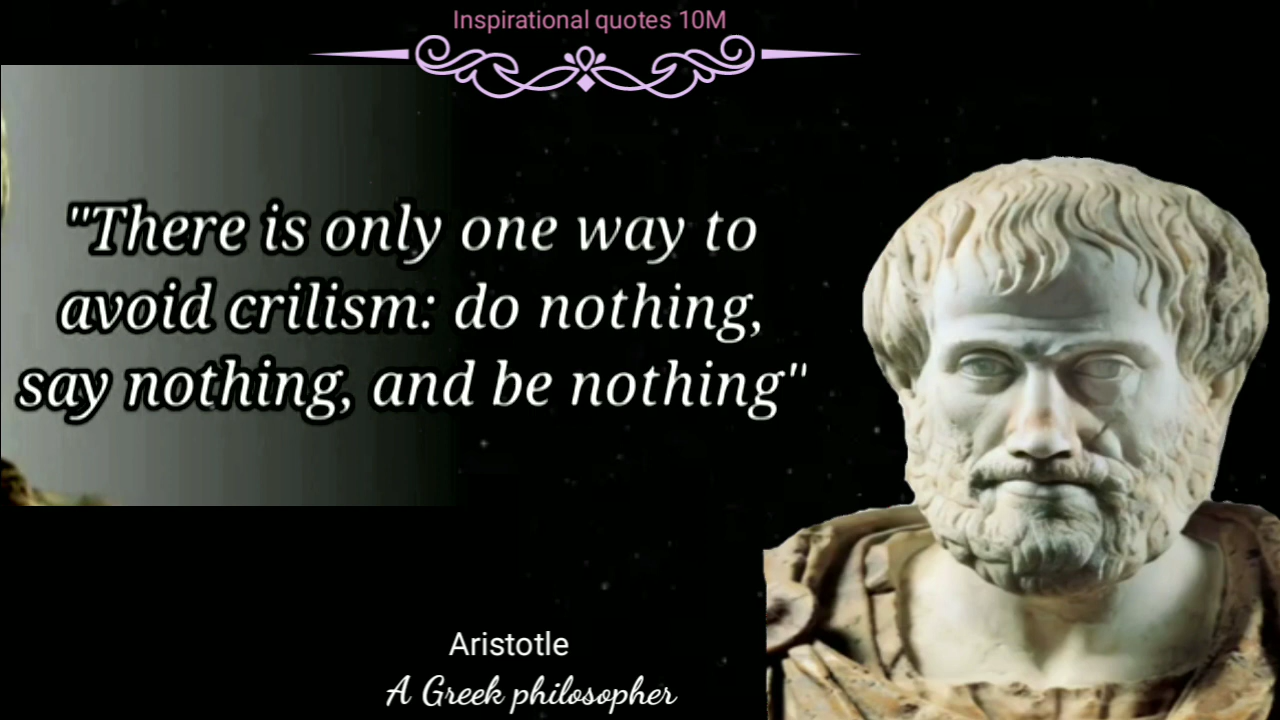 Inspirational quotes 10M
"There is only one way to
avoid crilism: do nothing,
say nothing, and be nothing"
Aristotle
A Greek philosopher